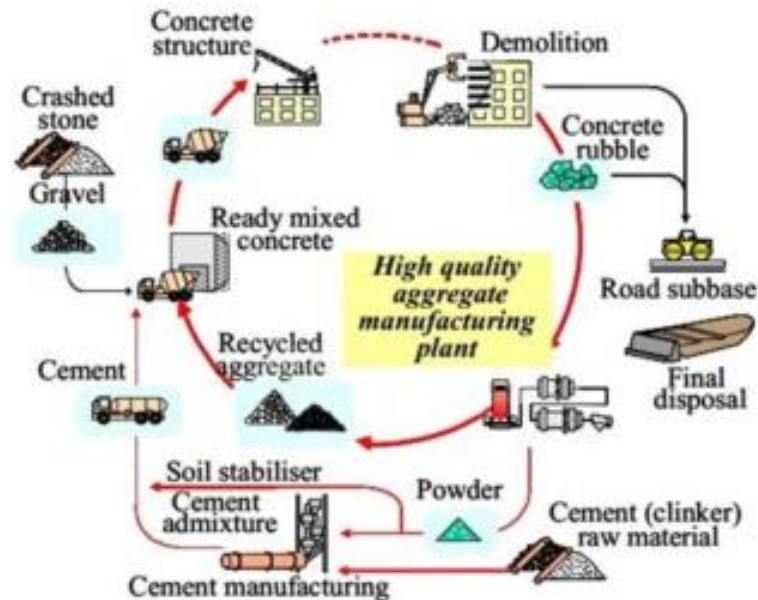 Concrete
structure
Demolition
Crashed
stone
Gravel
Concrete
rubble
Ready mixed
concrete
High quality
aggregate
manufacturing
plant
Road subbase
Final
disposal
Recycled
aggregate
Cement
Soil stabiliser
Cement
admixture
Powder
Cement (clinker)
raw material
Cement manufacturing